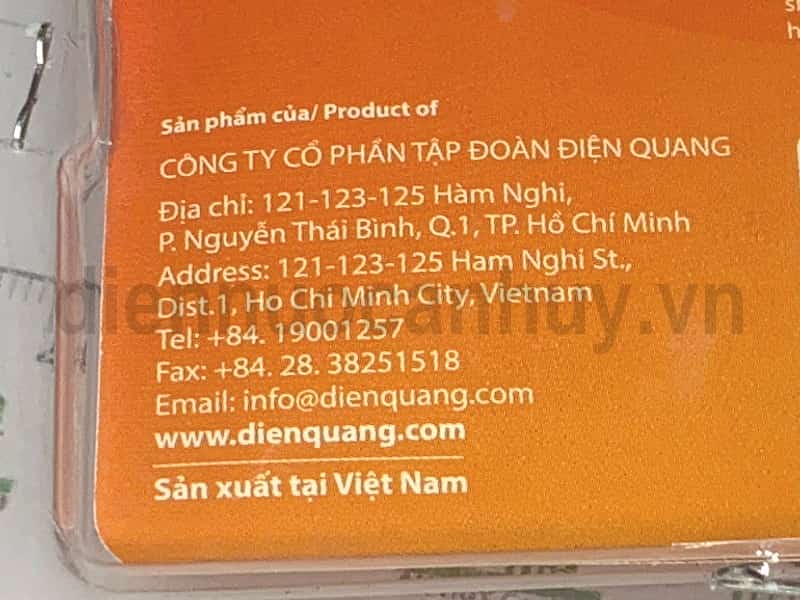 Sản phẩm của/ Product of
CÔNG TY CỔ PHẦN TẬP ĐOÀN ĐIỆN QUANG
Địa chỉ: 121-123-125 Hàm Nghi,
P. Nguyễn Thái Bình, Q.1, TP. Hồ Chí Minh
Address: 121-123-125 Ham Nghi St.,
Dist.1, Ho Chi Minh City, Vietnam
Tel: +84. 19001257
Fax: +84. 28. 38251518
Email: info@dienquang.com
www.dienquang.com
Sản xuất tại Việt Nam